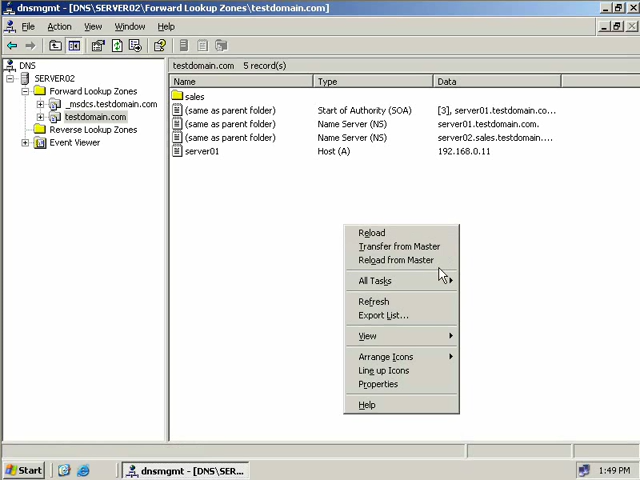 dnsmgmt - [DNS\SERVER02\Forward Lookup Zones\testdomain.com]
File Action View Window Help
DNS
SERVER02
Forward Lookup Zones
_msdcs.testdomain.com
testdomain.com
Reverse Lookup Zones
Event Viewer
testdomain.com 5 record(s)
Name Type Data
sales
(same as parent folder) Start of Authority (SOA) [3], server01.testdomain.co...
(same as parent folder) Name Server (NS) server01.testdomain.com.
(same as parent folder) Name Server (NS) server02.sales.testdomain....
server01 Host (A) 192.168.0.11
Reload
Transfer from Master
Reload from Master
All Tasks
Refresh
Export List...
View
Arrange Icons
Line up Icons
Properties
Help
Start dnsmgmt - [DNS\SER... 1:49 PM